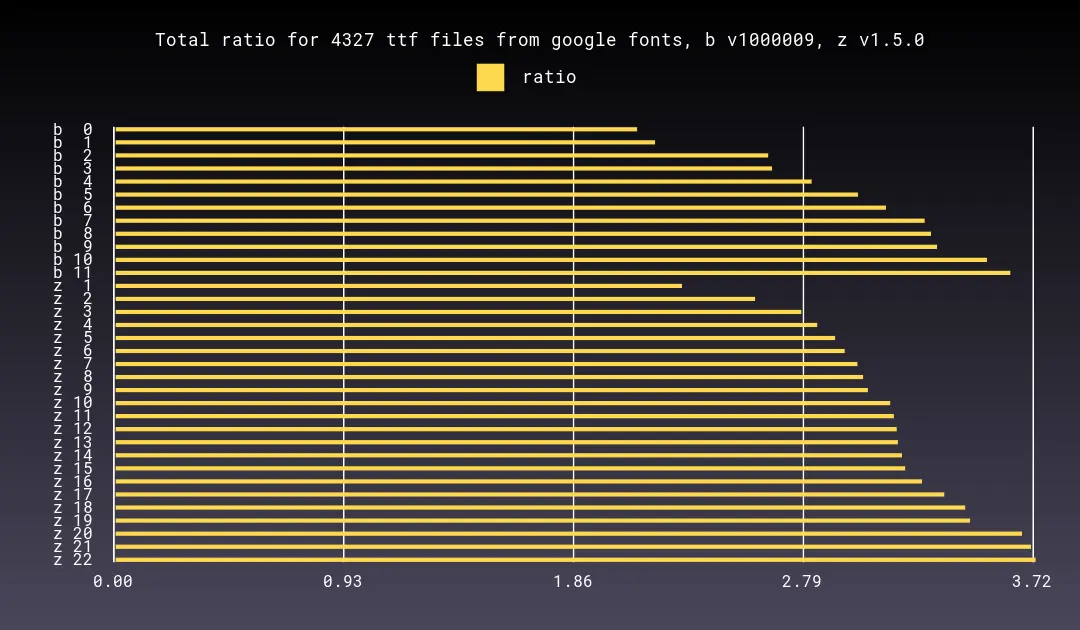 Total ratio for 4327 ttf files from google fonts, b v1000009, z v1.5.0
ratio
b 0
b 1
b 2
b 3
b 4
b 5
b 6
b 7
b 8
b 9
b 10
b 11
z 1
z 2
z 3
z 4
z 5
z 6
z 7
z 8
z 9
z 10
z 11
z 12
z 13
z 14
z 15
z 16
z 17
z 18
z 19
z 20
z 21
z 22
0.00 0.93 1.86 2.79 3.72